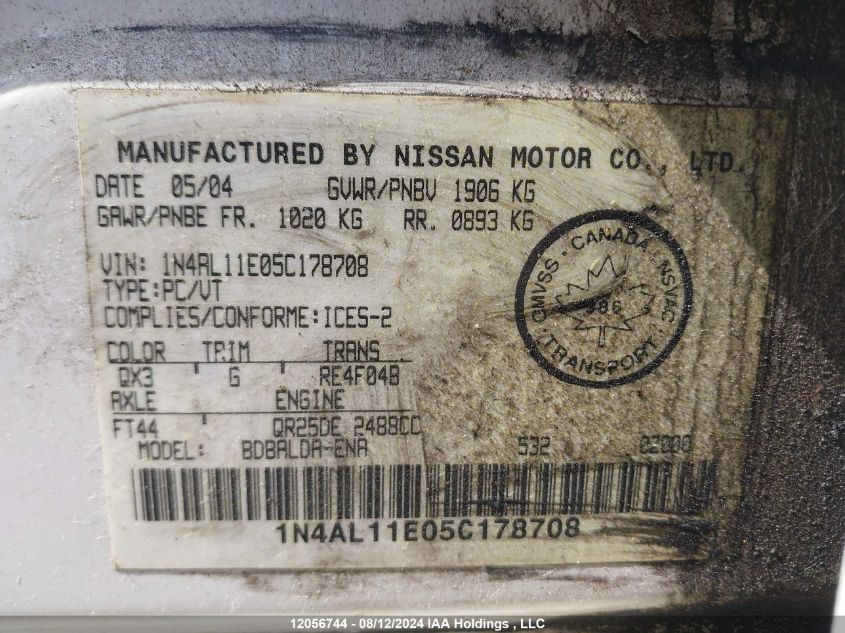 MANUFACTURED BY NISSAN MOTOR CO., LTD.
DATE 05/04 GVWR/PNBV 1906 KG
GAWR/PNBE FR. 1020 KG RR. 0893 KG
VIN: 1N4AL11E05C178708
TYPE:PC/VT
COMPLIES/CONFORME:ICES-2
CMVSS · CANADA · NSVAC
TRANSPORT
COLOR TRIM TRANS
QX3 ' G ' RE4F04B
AXLE ENGINE
FT44 ' QR25DE 2488CC
MODEL: BDBALDA-ENA 532
1N4AL11E05C178708
12056744 - 08/12/2024 IAA Holdings , LLC